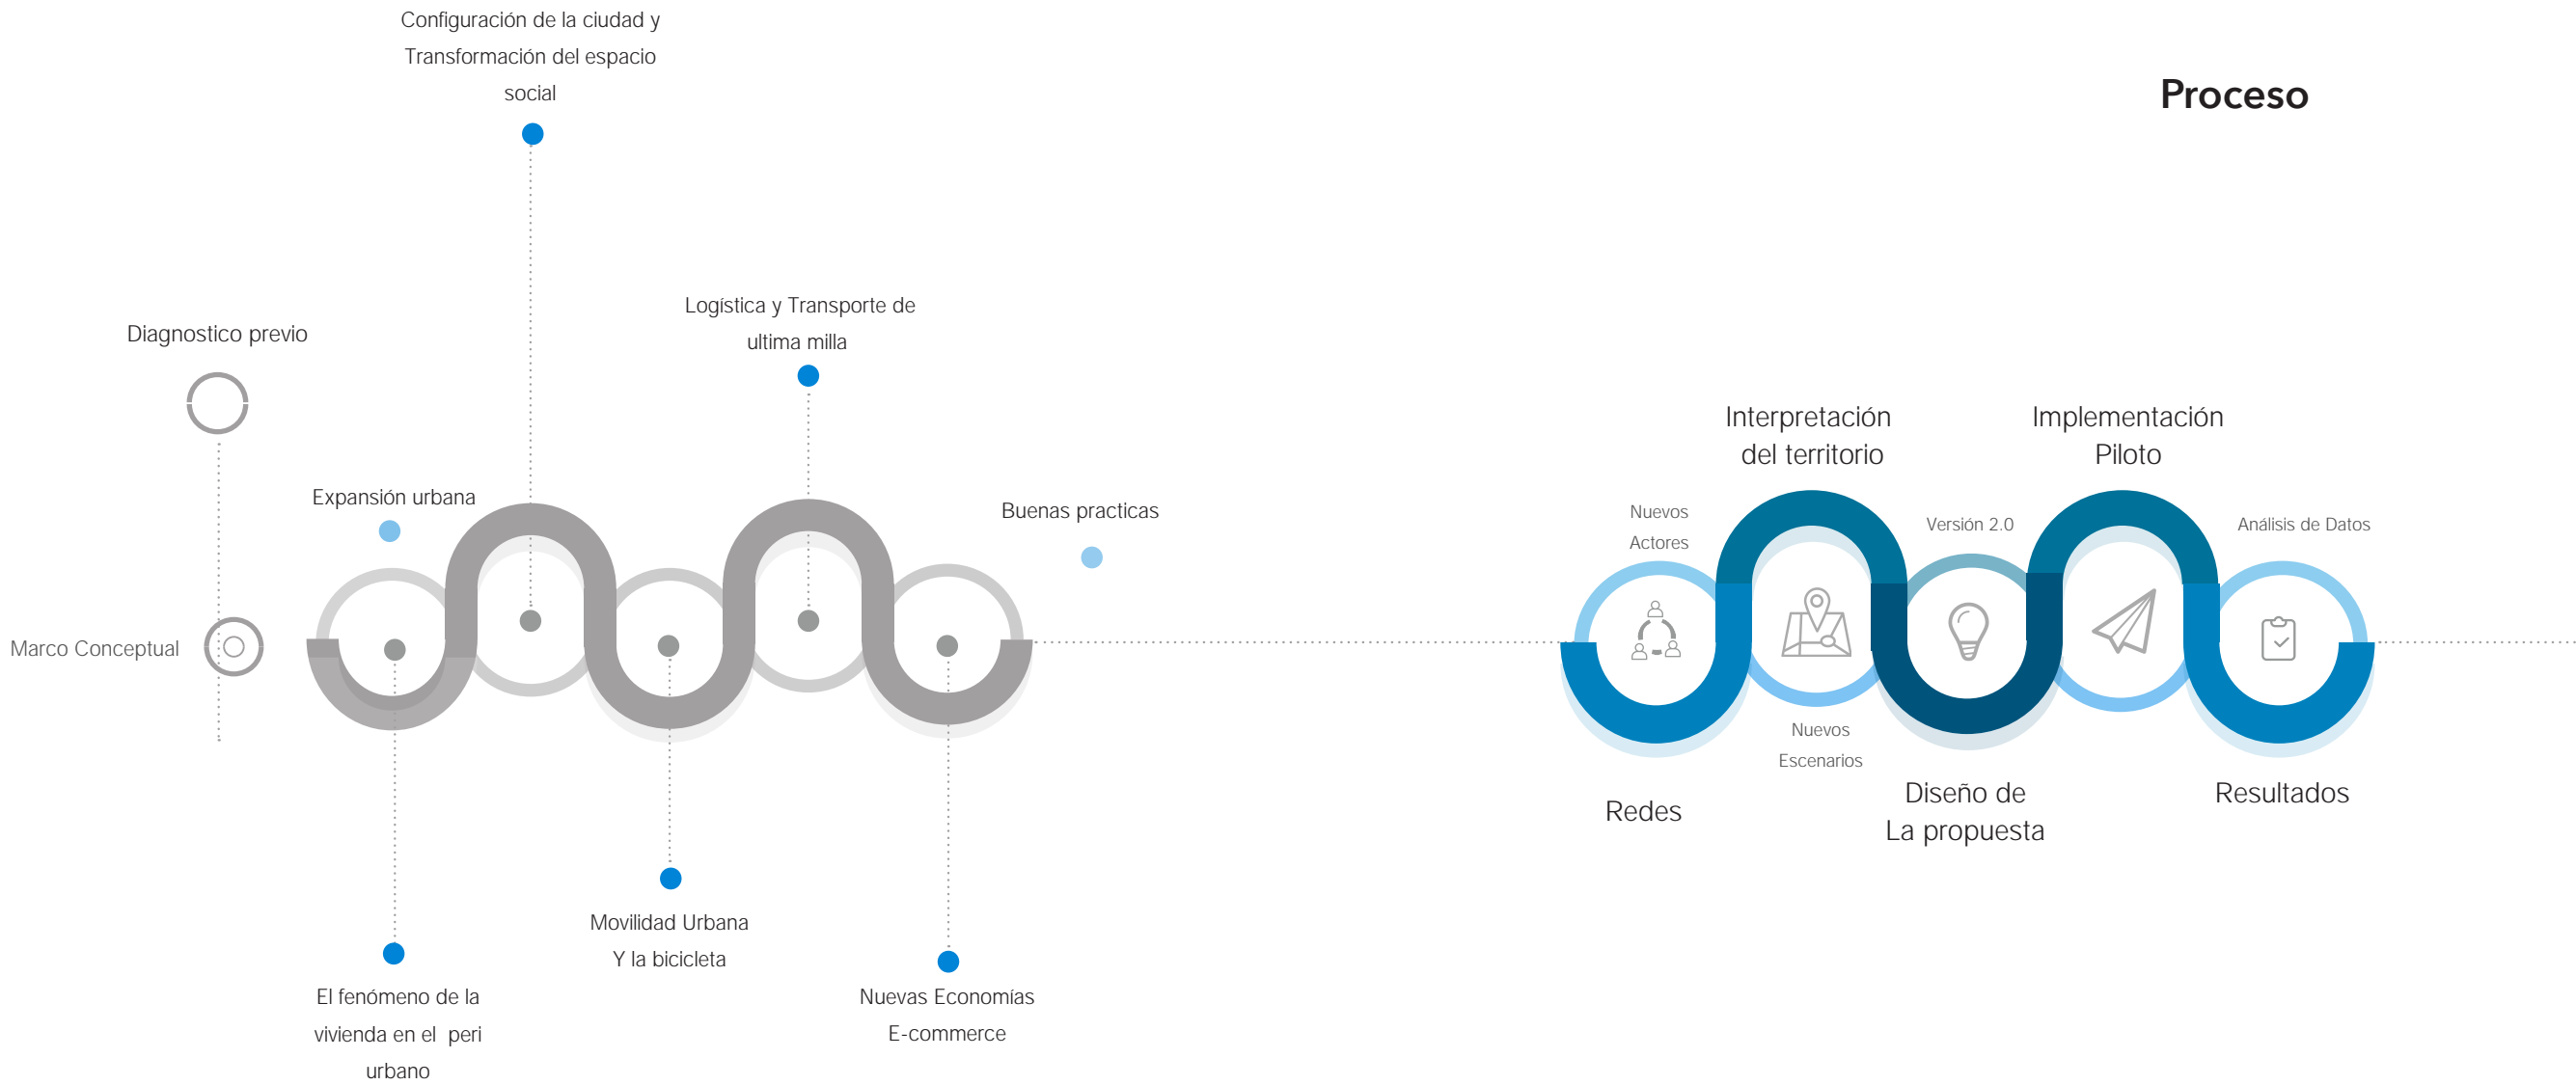 Proceso
Configuración de la ciudad y
Transformación del espacio
social
Logística y Transporte de
ultima milla
Diagnostico previo
Expansión urbana
Buenas practicas
Marco Conceptual
Movilidad Urbana
Y la bicicleta
El fenómeno de la
vivienda en el peri
urbano
Nuevas Economías
E-commerce
Interpretación
del territorio
Implementación
Piloto
Nuevos
Actores
Versión 2.0
Análisis de Datos
Nuevos
Escenarios
Redes
Diseño de
La propuesta
Resultados